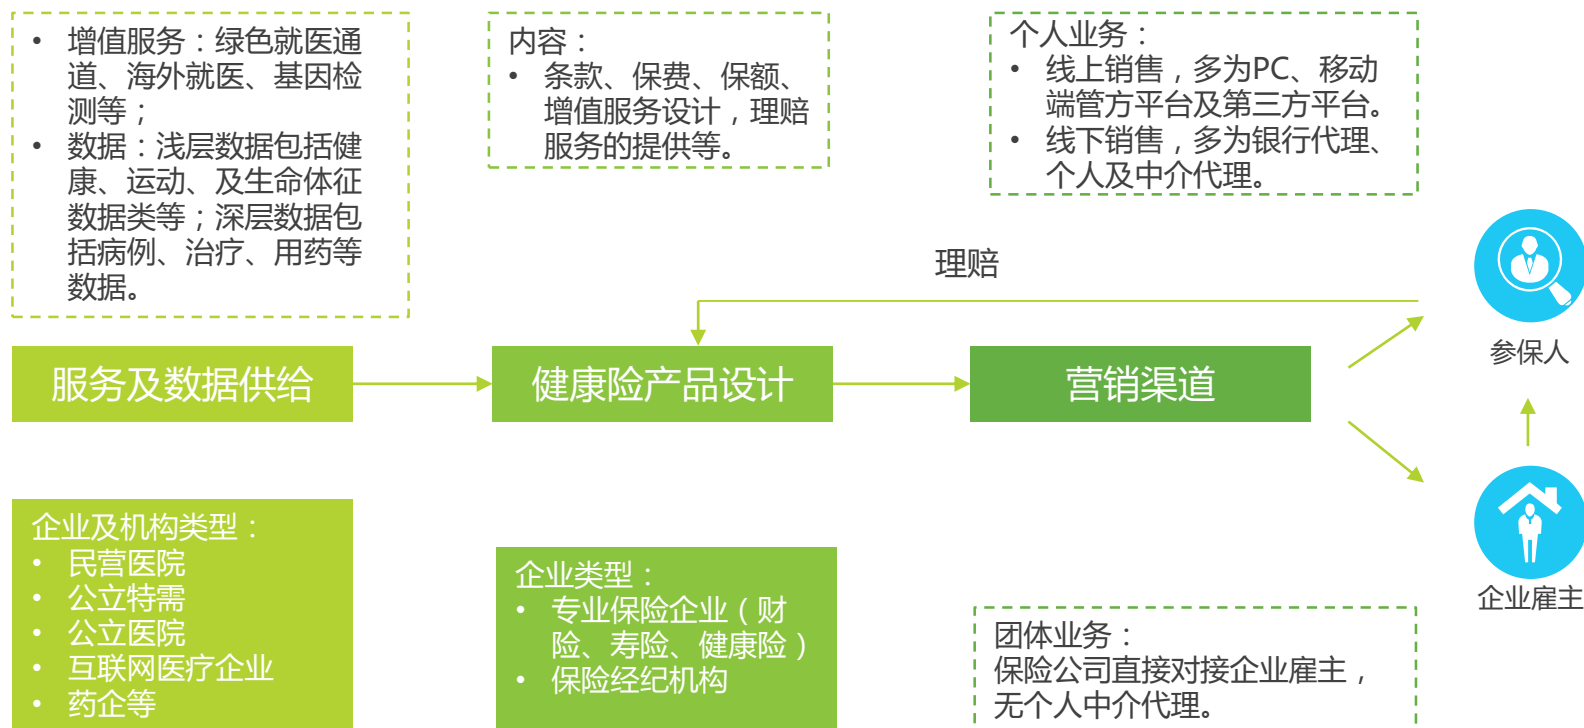 • 增值服务：绿色就医通
道、海外就医、基因检
测等；
• 数据：浅层数据包括健
康、运动、及生命体征
数据类等；深层数据包
括病例、治疗、用药等
数据。
内容：
• 条款、保费、保额、
增值服务设计，理赔
服务的提供等。
个人业务：
• 线上销售，多为PC、移动
端管方平台及第三方平台。
• 线下销售，多为银行代理、
个人及中介代理。
理赔
参保人
服务及数据供给
健康险产品设计
营销渠道
企业及机构类型：
• 民营医院
• 公立特需
• 公立医院
• 互联网医疗企业
• 药企等
企业类型：
• 专业保险企业（财
险、寿险、健康险）
• 保险经纪机构
企业雇主
团体业务：
保险公司直接对接企业雇主，
无个人中介代理。